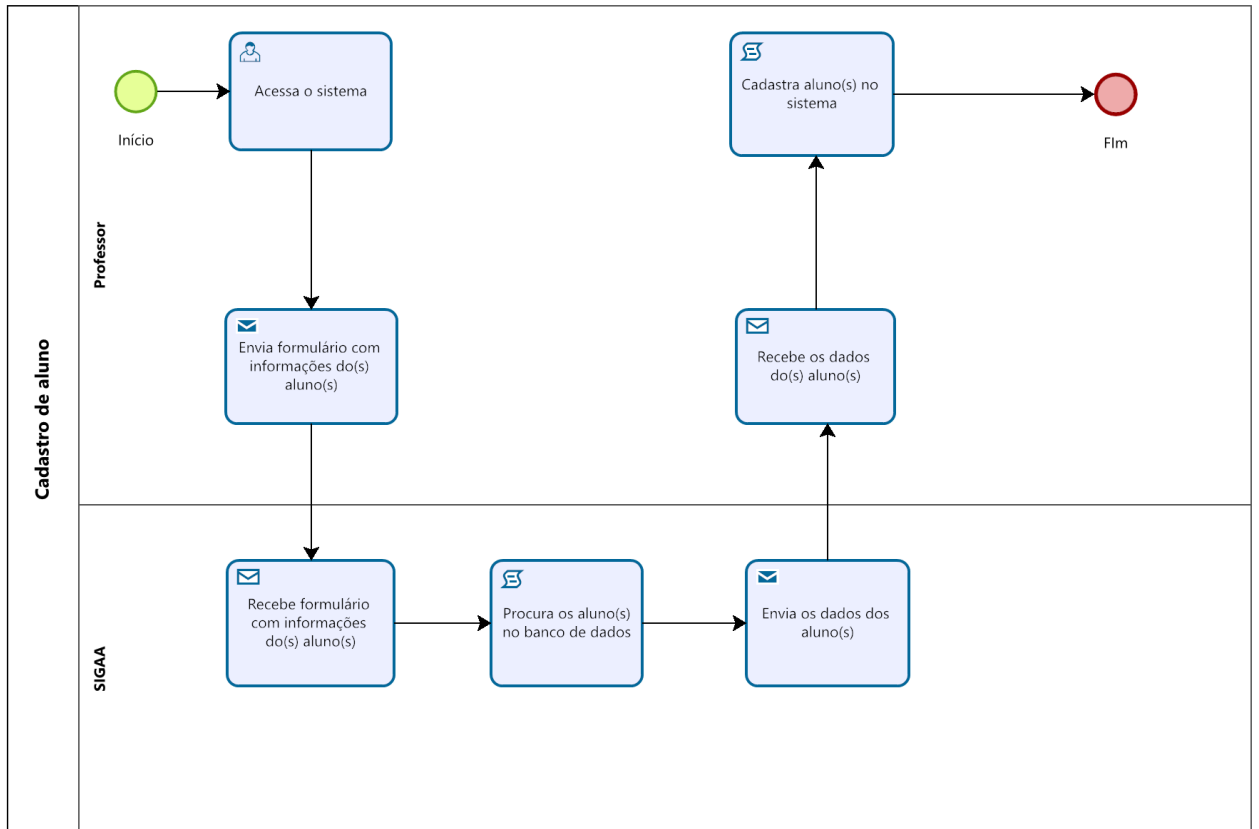 Cadastro de aluno
Professor
Início
Acessa o sistema
Envia formulário com
informações do(s)
aluno(s)
Cadastra aluno(s) no
sistema
FIm
Recebe os dados
do(s) aluno(s)
SIGAA
Recebe formulário
com informações
do(s) aluno(s)
Procura os aluno(s)
no banco de dados
Envia os dados dos
aluno(s)